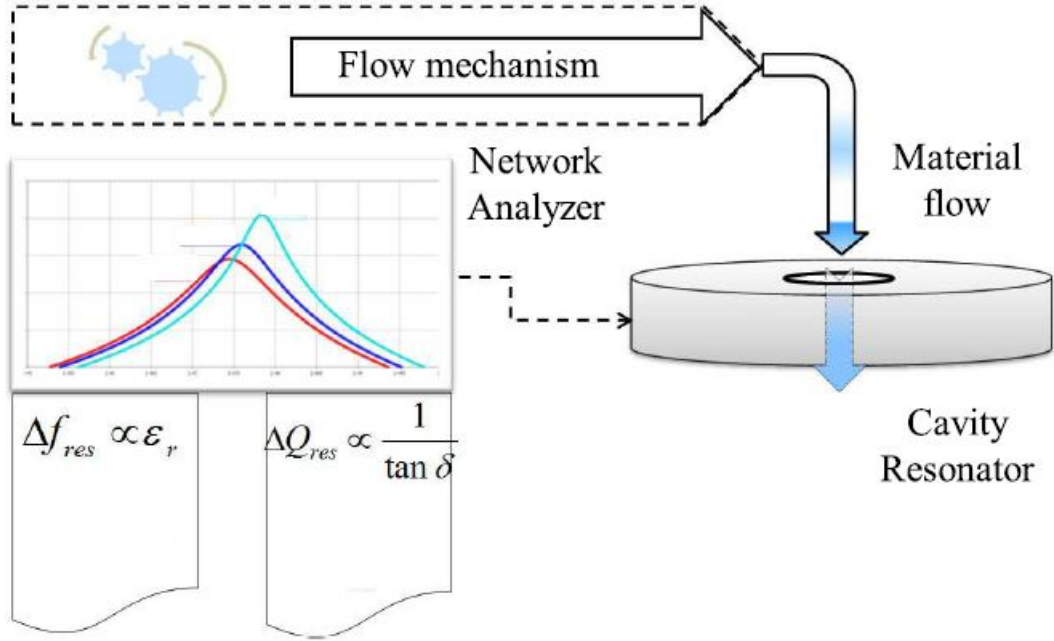 Flow mechanism
Network
Analyzer
Material
flow
Δf_res ∝ ε_r
ΔQ_res ∝ 1 / tan δ
Cavity
Resonator